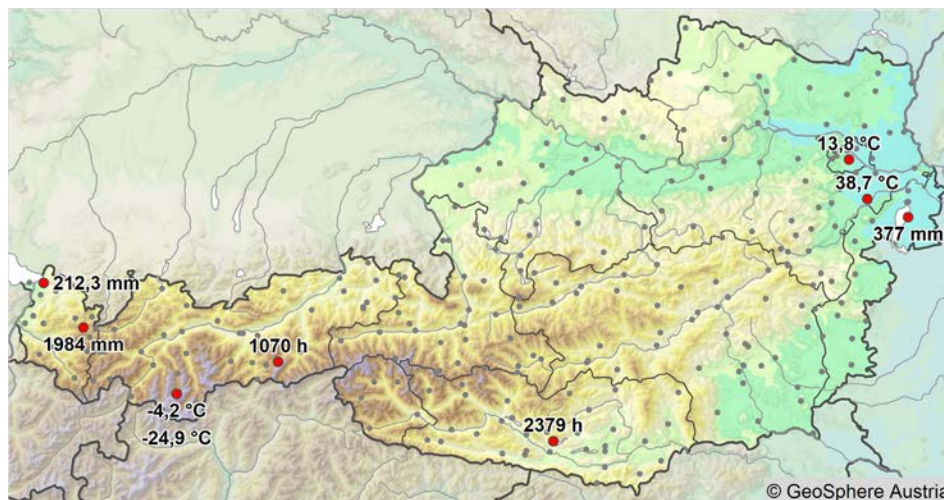 13,8 °C
38,7 °C
377 mm
212,3 mm
1984 mm
1070 h
-4,2 °C
-24,9 °C
2379 h
© GeoSphere Austria